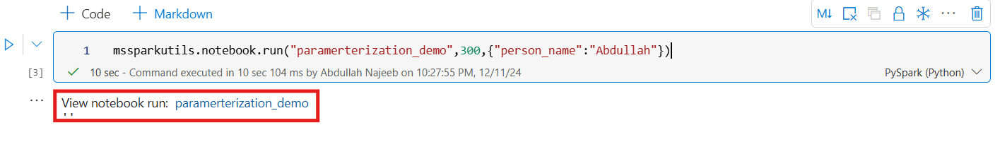 Code Markdown M↓
1 mssparkutils.notebook.run("paramerterization_demo",300,{"person_name":"Abdullah"})
[3] 10 sec - Command executed in 10 sec 104 ms by Abdullah Najeeb on 10:27:55 PM, 12/11/24 PySpark (Python)
View notebook run: paramerterization_demo